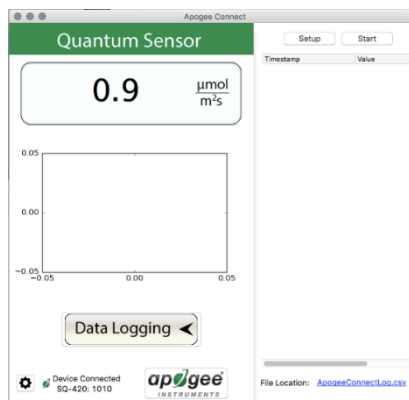 Apogee Connect
Quantum Sensor
0.9 µmol
m²s
0.05
0.00
−0.05
−0.05 0.00 0.05
Data Logging
Device Connected
SQ-420: 1010
apogee
INSTRUMENTS
Setup Start
Timestamp Value
File Location: ApogeeConnectLog.csv